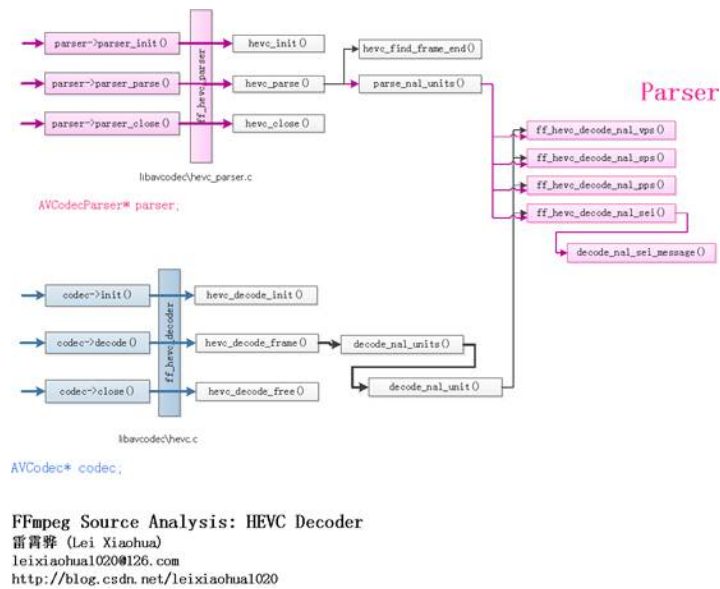 parser->parser_init()
hevc_init()
hevc_find_frame_end()
parser->parser_parse()
ff_hevc_parser
hevc_parse()
parse_nal_units()
Parser
parser->parser_close()
hevc_close()
ff_hevc_decode_nal_vps()
ff_hevc_decode_nal_sps()
libavcodec\hevc_parser.c
ff_hevc_decode_nal_pps()
AVCodecParser* parser;
ff_hevc_decode_nal_sei()
decode_nal_sei_message()
codec->init()
hevc_decode_init()
codec->decode()
ff_hevc_decoder
hevc_decode_frame()
decode_nal_units()
codec->close()
hevc_decode_free()
decode_nal_unit()
libavcodec\hevc.c
AVCodec* codec;
FFmpeg Source Analysis: HEVC Decoder
雷霄骅 (Lei Xiaohua)
leixiaohua1020@126.com
http://blog.csdn.net/leixiaohua1020